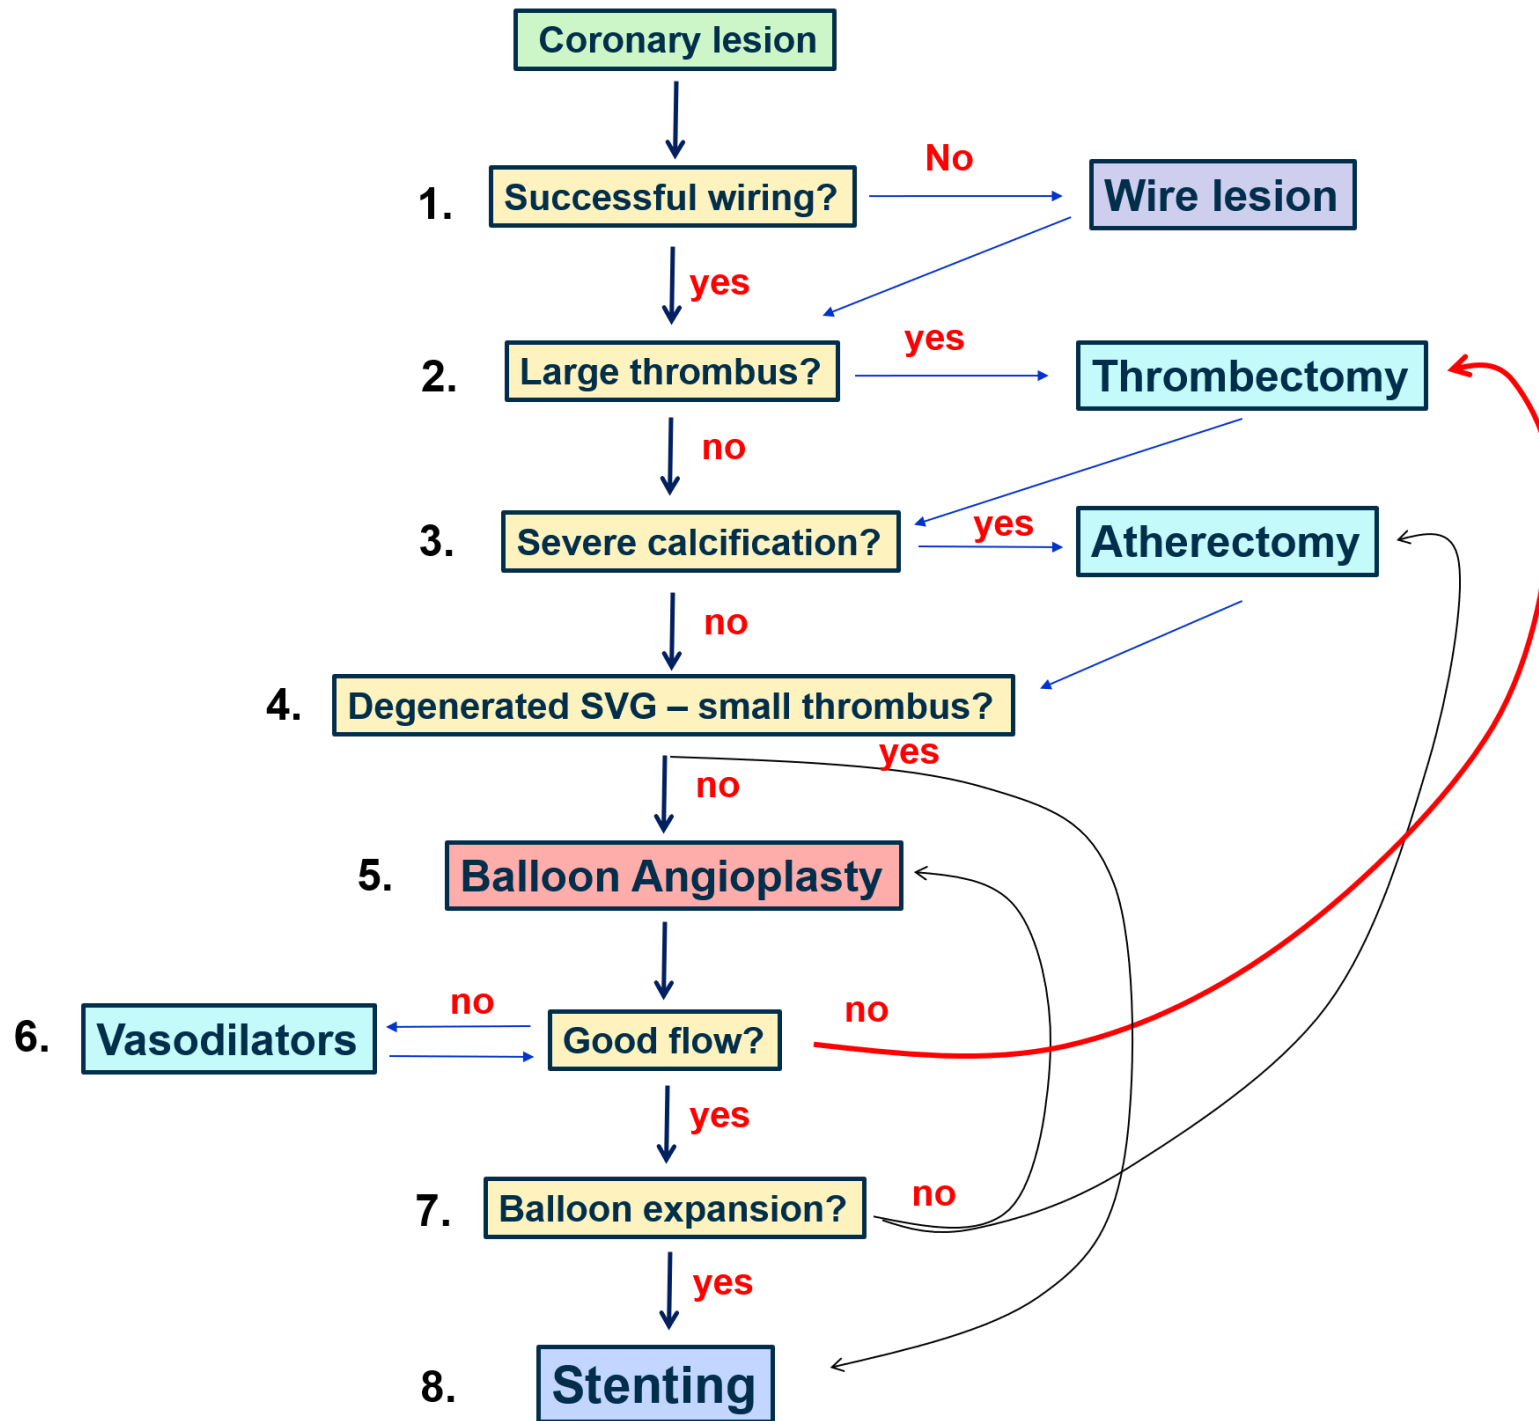 Coronary lesion
1. Successful wiring? No Wire lesion
yes
2. Large thrombus? yes Thrombectomy
no
3. Severe calcification? yes Atherectomy
no
4. Degenerated SVG – small thrombus?
yes
no
5. Balloon Angioplasty
6. Vasodilators no Good flow? no
yes
7. Balloon expansion? no
yes
8. Stenting